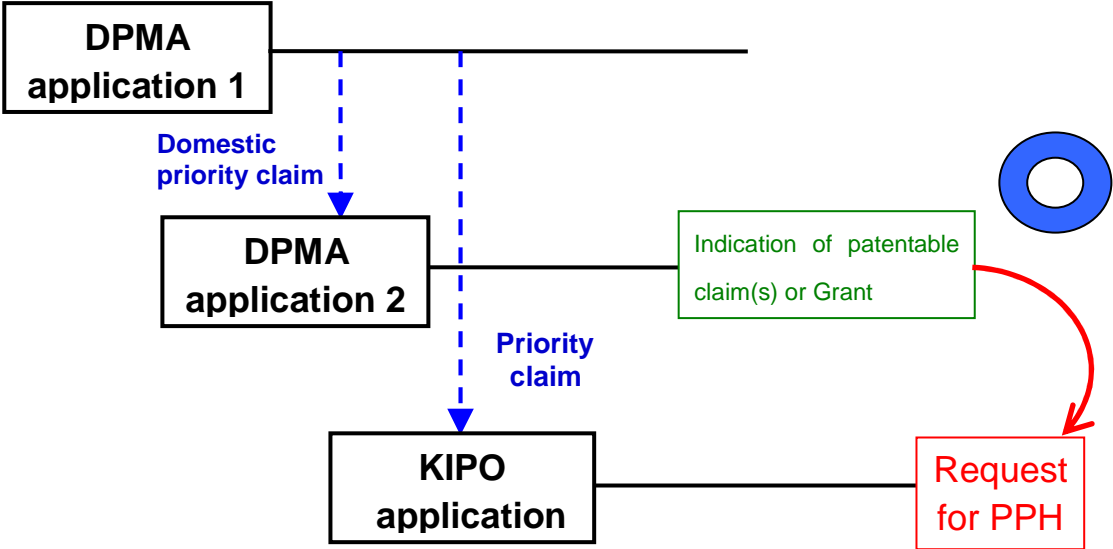 DPMA
application 1
Domestic
priority claim
DPMA
application 2
Indication of patentable
claim(s) or Grant
Priority
claim
KIPO
application
Request
for PPH